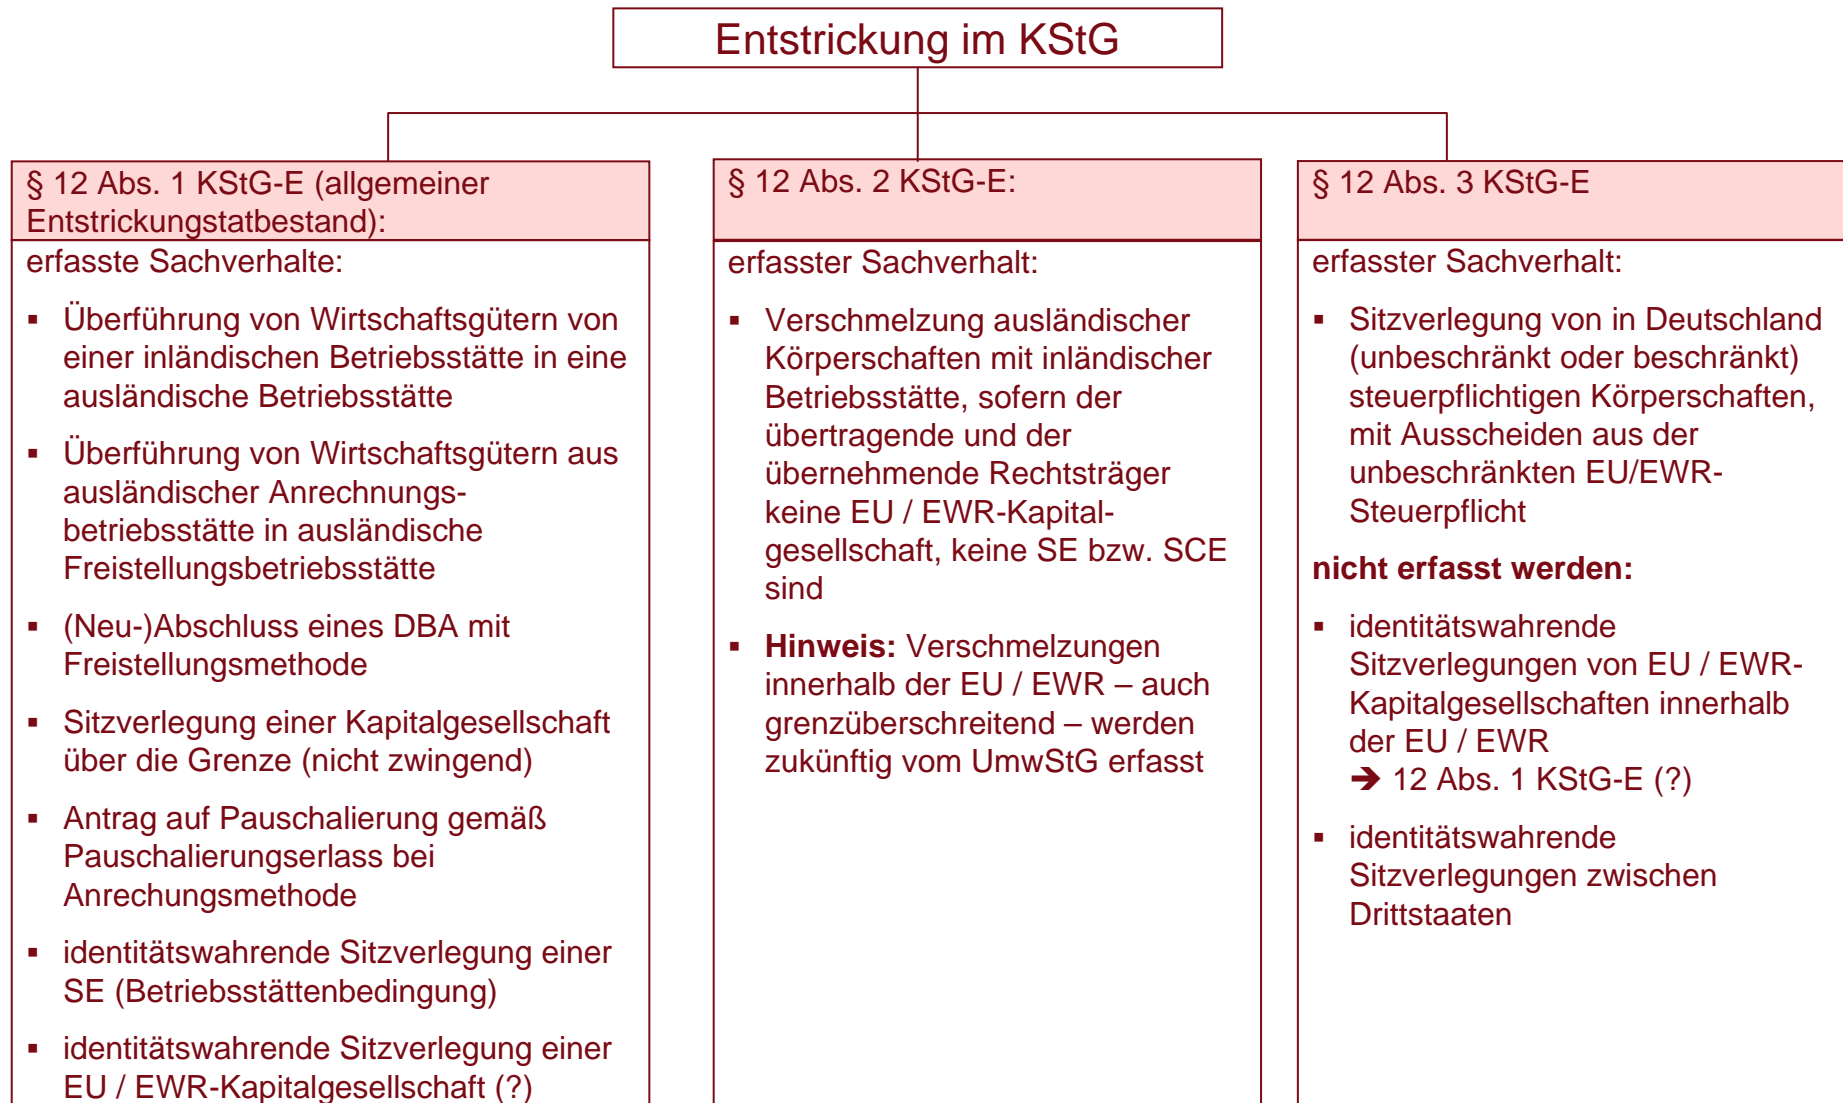 Entstrickung im KStG
§ 12 Abs. 1 KStG-E (allgemeiner
Entstrickungstatbestand):
erfasste Sachverhalte:
▪ Überführung von Wirtschaftsgütern von
einer inländischen Betriebsstätte in eine
ausländische Betriebsstätte
▪ Überführung von Wirtschaftsgütern aus
ausländischer Anrechnungs-
betriebsstätte in ausländische
Freistellungsbetriebsstätte
▪ (Neu-)Abschluss eines DBA mit
Freistellungsmethode
▪ Sitzverlegung einer Kapitalgesellschaft
über die Grenze (nicht zwingend)
▪ Antrag auf Pauschalierung gemäß
Pauschalierungserlass bei
Anrechungsmethode
▪ identitätswahrende Sitzverlegung einer
SE (Betriebsstättenbedingung)
▪ identitätswahrende Sitzverlegung einer
EU / EWR-Kapitalgesellschaft (?)
§ 12 Abs. 2 KStG-E:
erfasster Sachverhalt:
▪ Verschmelzung ausländischer
Körperschaften mit inländischer
Betriebsstätte, sofern der
übertragende und der
übernehmende Rechtsträger
keine EU / EWR-Kapital-
gesellschaft, keine SE bzw. SCE
sind
▪ Hinweis: Verschmelzungen
innerhalb der EU / EWR – auch
grenzüberschreitend – werden
zukünftig vom UmwStG erfasst
§ 12 Abs. 3 KStG-E
erfasster Sachverhalt:
▪ Sitzverlegung von in Deutschland
(unbeschränkt oder beschränkt)
steuerpflichtigen Körperschaften,
mit Ausscheiden aus der
unbeschränkten EU/EWR-
Steuerpflicht
nicht erfasst werden:
▪ identitätswahrende
Sitzverlegungen von EU / EWR-
Kapitalgesellschaften innerhalb
der EU / EWR
➔ 12 Abs. 1 KStG-E (?)
▪ identitätswahrende
Sitzverlegungen zwischen
Drittstaaten